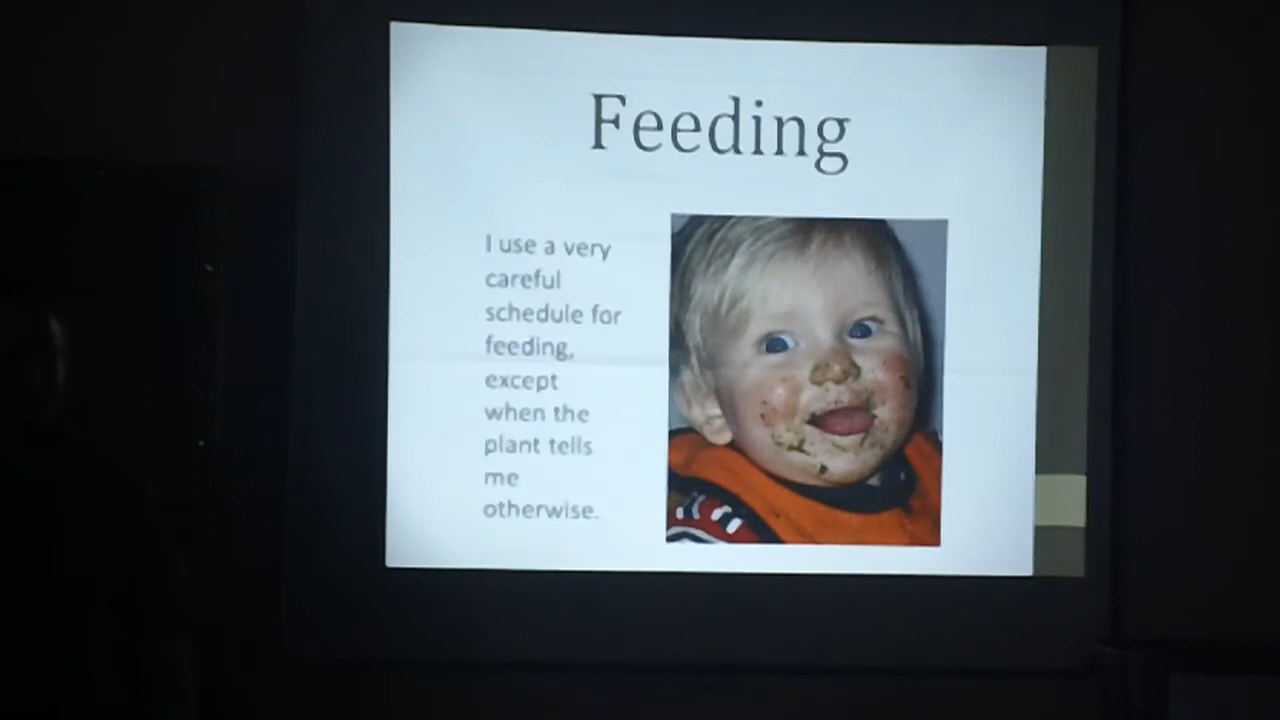 Feeding
I use a very
careful
schedule for
feeding,
except
when the
plant tells
me
otherwise.